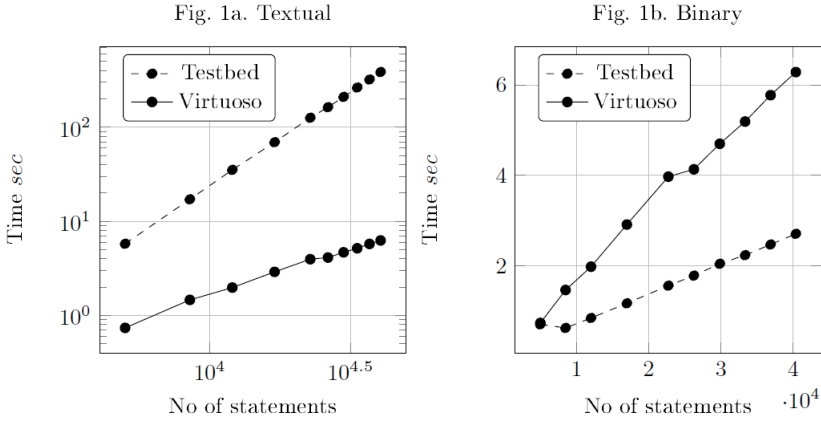 Fig. 1a. Textual
Testbed
Virtuoso
10^2
10^1
10^0
10^4
10^4.5
Time sec
No of statements
Fig. 1b. Binary
Testbed
Virtuoso
6
4
2
1
2
3
4
·10^4
Time sec
No of statements